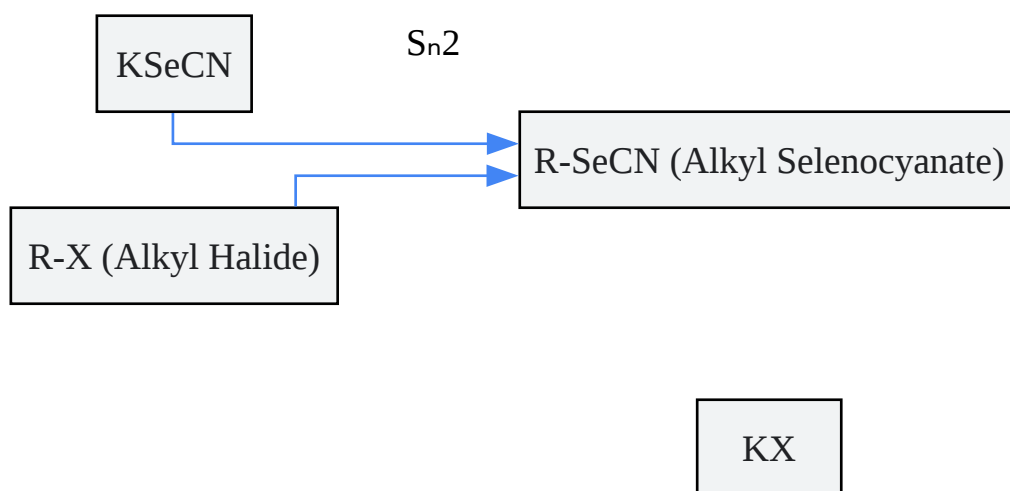 KSeCN
Sn2
R-SeCN (Alkyl Selenocyanate)
R-X (Alkyl Halide)
KX